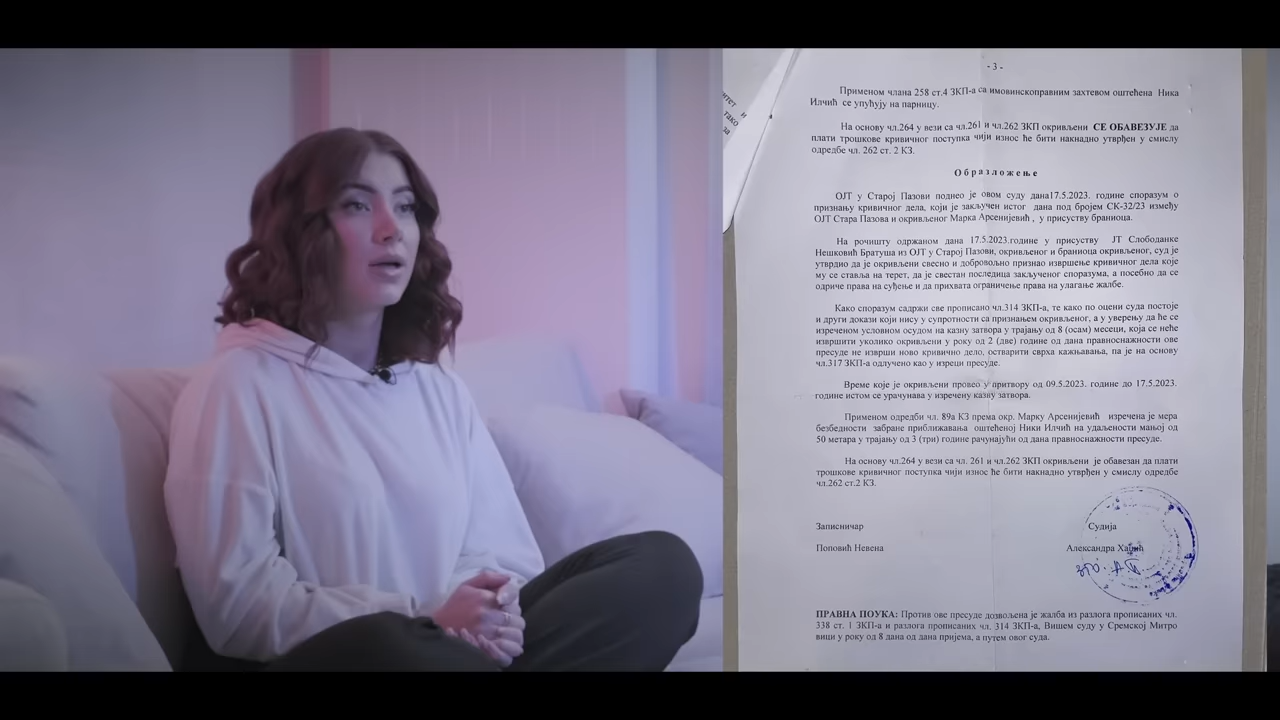 - 3 -
Применом члана 258 ст.4 ЗКП-а са имовинскоправним захтевом оштећена Ника
Илчић се упућују на парницу.
На основу чл.264 у вези са чл.261 и чл.262 ЗКП окривљени СЕ ОБАВЕЗУЈЕ да
плати трошкове кривичног поступка чији износ ће бити накнадно утврђен у смислу
одредбе чл. 262 ст. 2 КЗ.
Образложење
ОЈТ у Старој Пазови поднео је овом суду дана17.5.2023. године споразум о
признању кривичног дела, који је закључен истог дана под бројем СК-32/23 између
ОЈТ Стара Пазова и окривљеног Марка Арсенијевић , у присуству браниоца.
На рочишту одржаном дана 17.5.2023.године у присуству ЈТ Слободанке
Нешковић Братуша из ОЈТ у Старој Пазови, окривљеног и браниоца окривљеног, суд је
утврдио да је окривљени свесно и добровољно признао извршење кривичног дела које
му се ставља на терет, да је свестан последица закљученог споразума, а посебно да се
одриче права на суђење и да прихвата ограничење права на улагање жалбе.
Како споразум садржи све прописано чл.314 ЗКП-а, те како по оцени суда постоје
и други докази који нису у супротности са признањем окривљеног, а у уверењу да ће се
изреченом условном осудом на казну затвора у трајању од 8 (осам) месеци, која се неће
извршити уколико окривљени у року од 2 (две) године од дана правноснажности ове
пресуде не изврши ново кривично дело, остварити сврха кажњавања, па је на основу
чл.317 ЗКП-а одлучено као у изреци пресуде.
Време које је окривљени провео у притвору од 09.5.2023. године до 17.5.2023.
године истом се урачунава у изречену казну затвора.
Применом одредби чл. 89а КЗ према окр. Марку Арсенијевић изречена је мера
безбедности забране приближавања оштећеној Ники Илчић на удаљености мањој од
50 метара у трајању од 3 (три) године рачунајући од дана правноснажности пресуде.
На основу чл.264 у вези са чл. 261 и чл.262 ЗКП окривљени је обавезан да плати
трошкове кривичног поступка чији износ ће бити накнадно утврђен у смислу одредбе
чл.262 ст.2 КЗ.
Записничар Судија
Поповић Невена Александра
ПРАВНА ПОУКА: Против ове пресуде дозвољена је жалба из разлога прописаних чл.
338 ст. 1 ЗКП-а и разлога прописаних чл. 314 ЗКП-а, Вишем суду у Сремској Митро
вици у року од 8 дана од дана пријема, а путем овог суда.